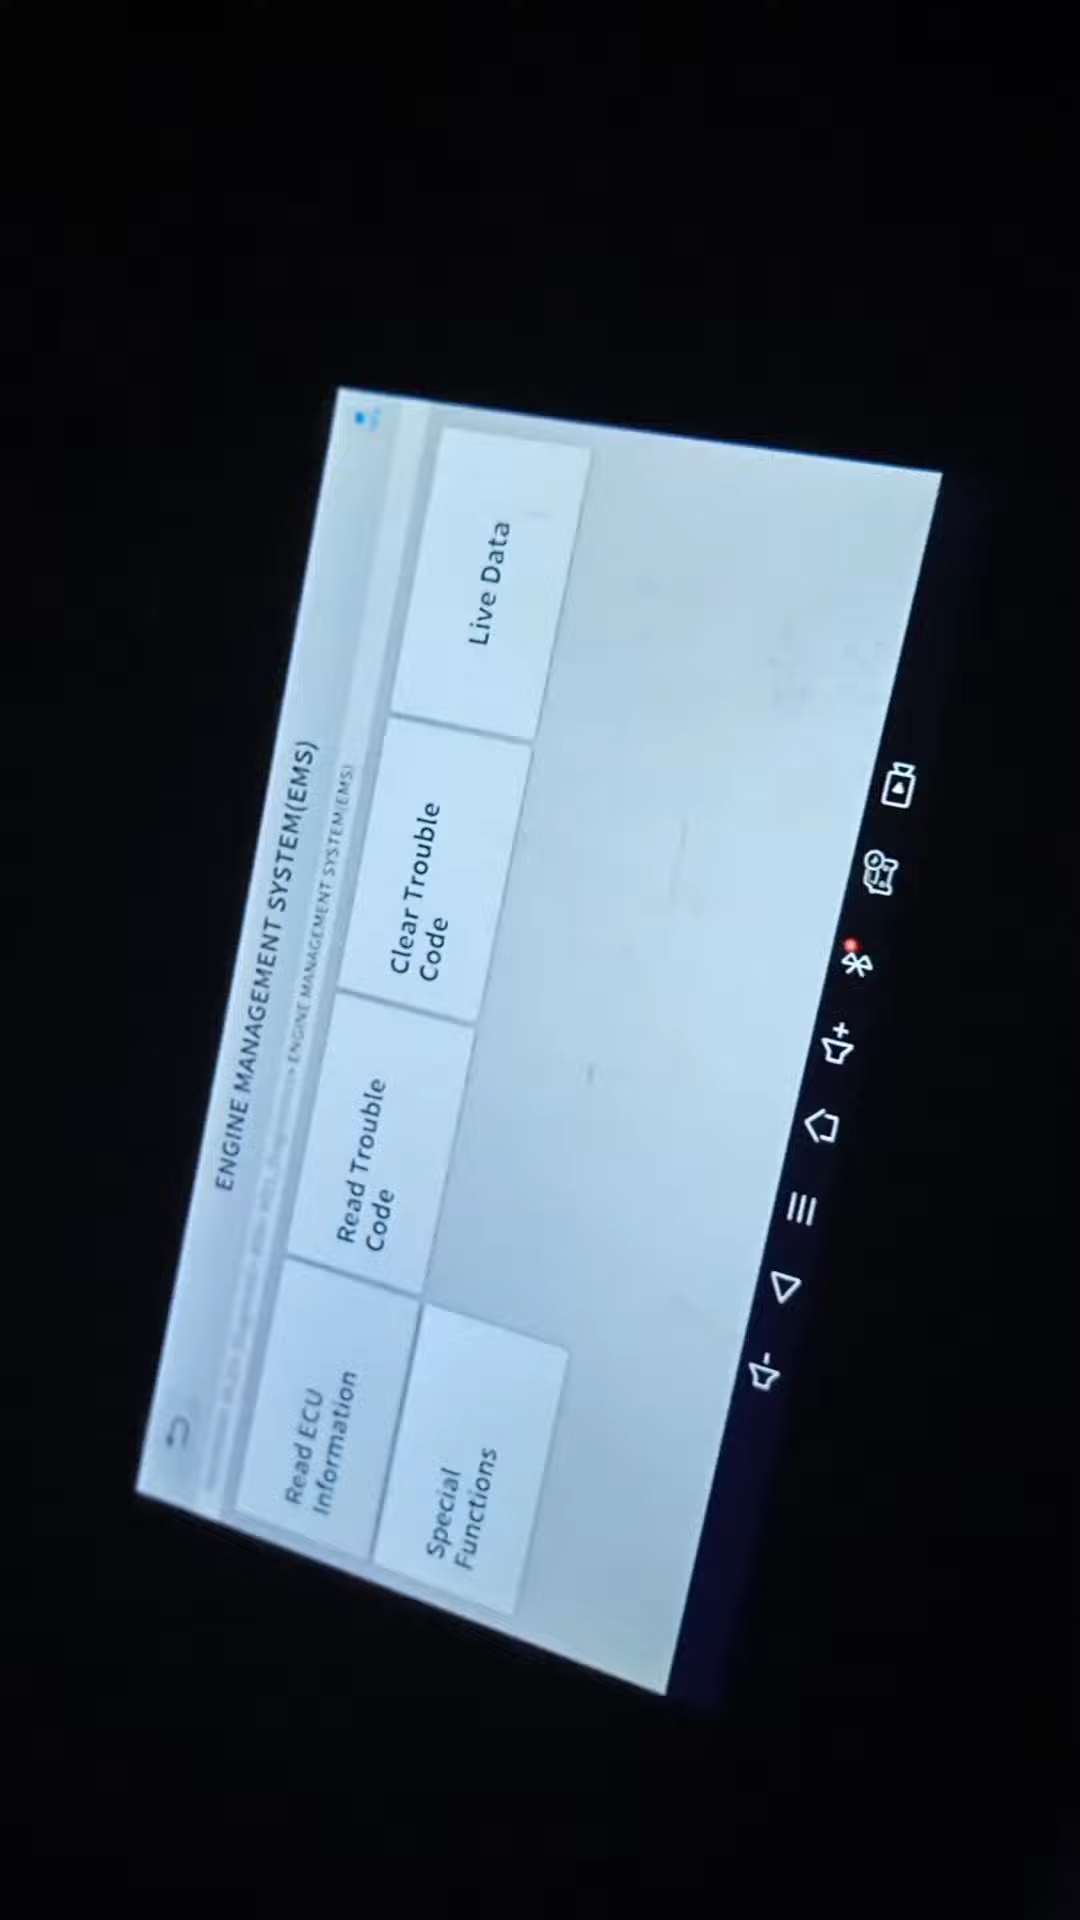 ENGINE MANAGEMENT SYSTEM(EMS)
> ENGINE MANAGEMENT SYSTEM(EMS)
Read ECU
Information
Read Trouble
Code
Clear Trouble
Code
Live Data
Special
Functions